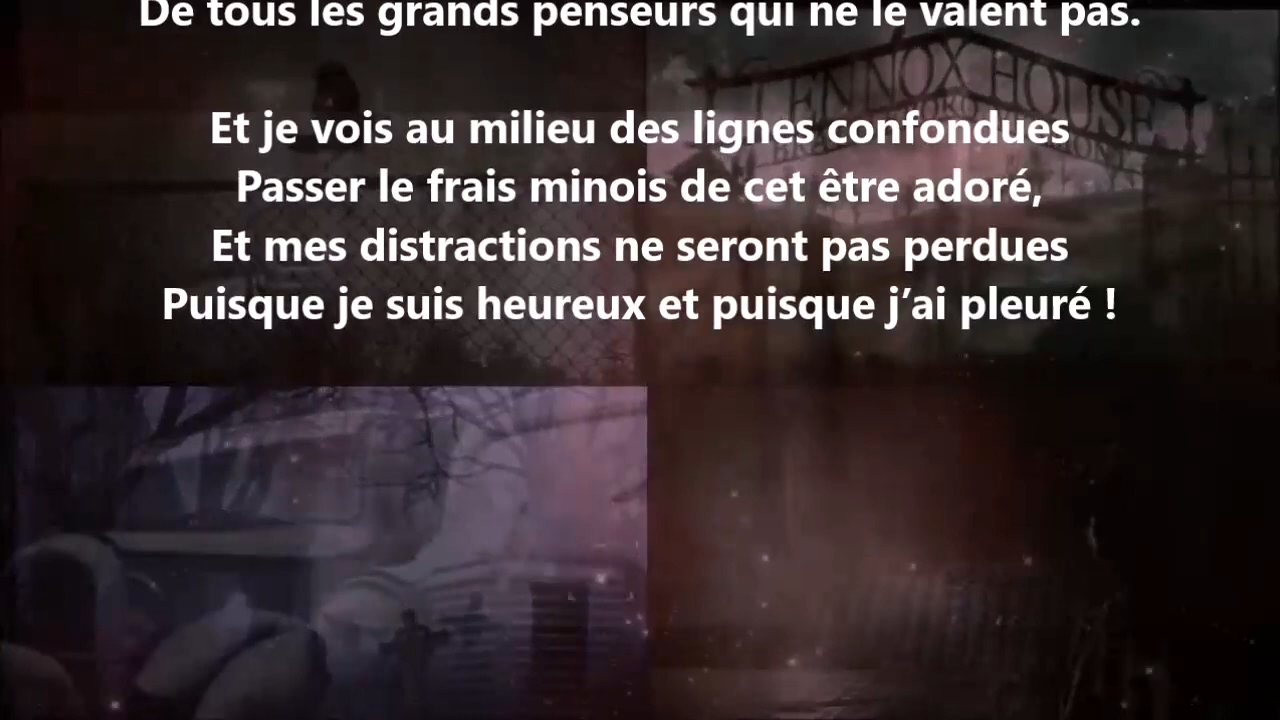 De tous les grands penseurs qui ne le valent pas.
LENNOX HOUSE
Et je vois au milieu des lignes confondues
Passer le frais minois de cet être adoré,
Et mes distractions ne seront pas perdues
Puisque je suis heureux et puisque j’ai pleuré !